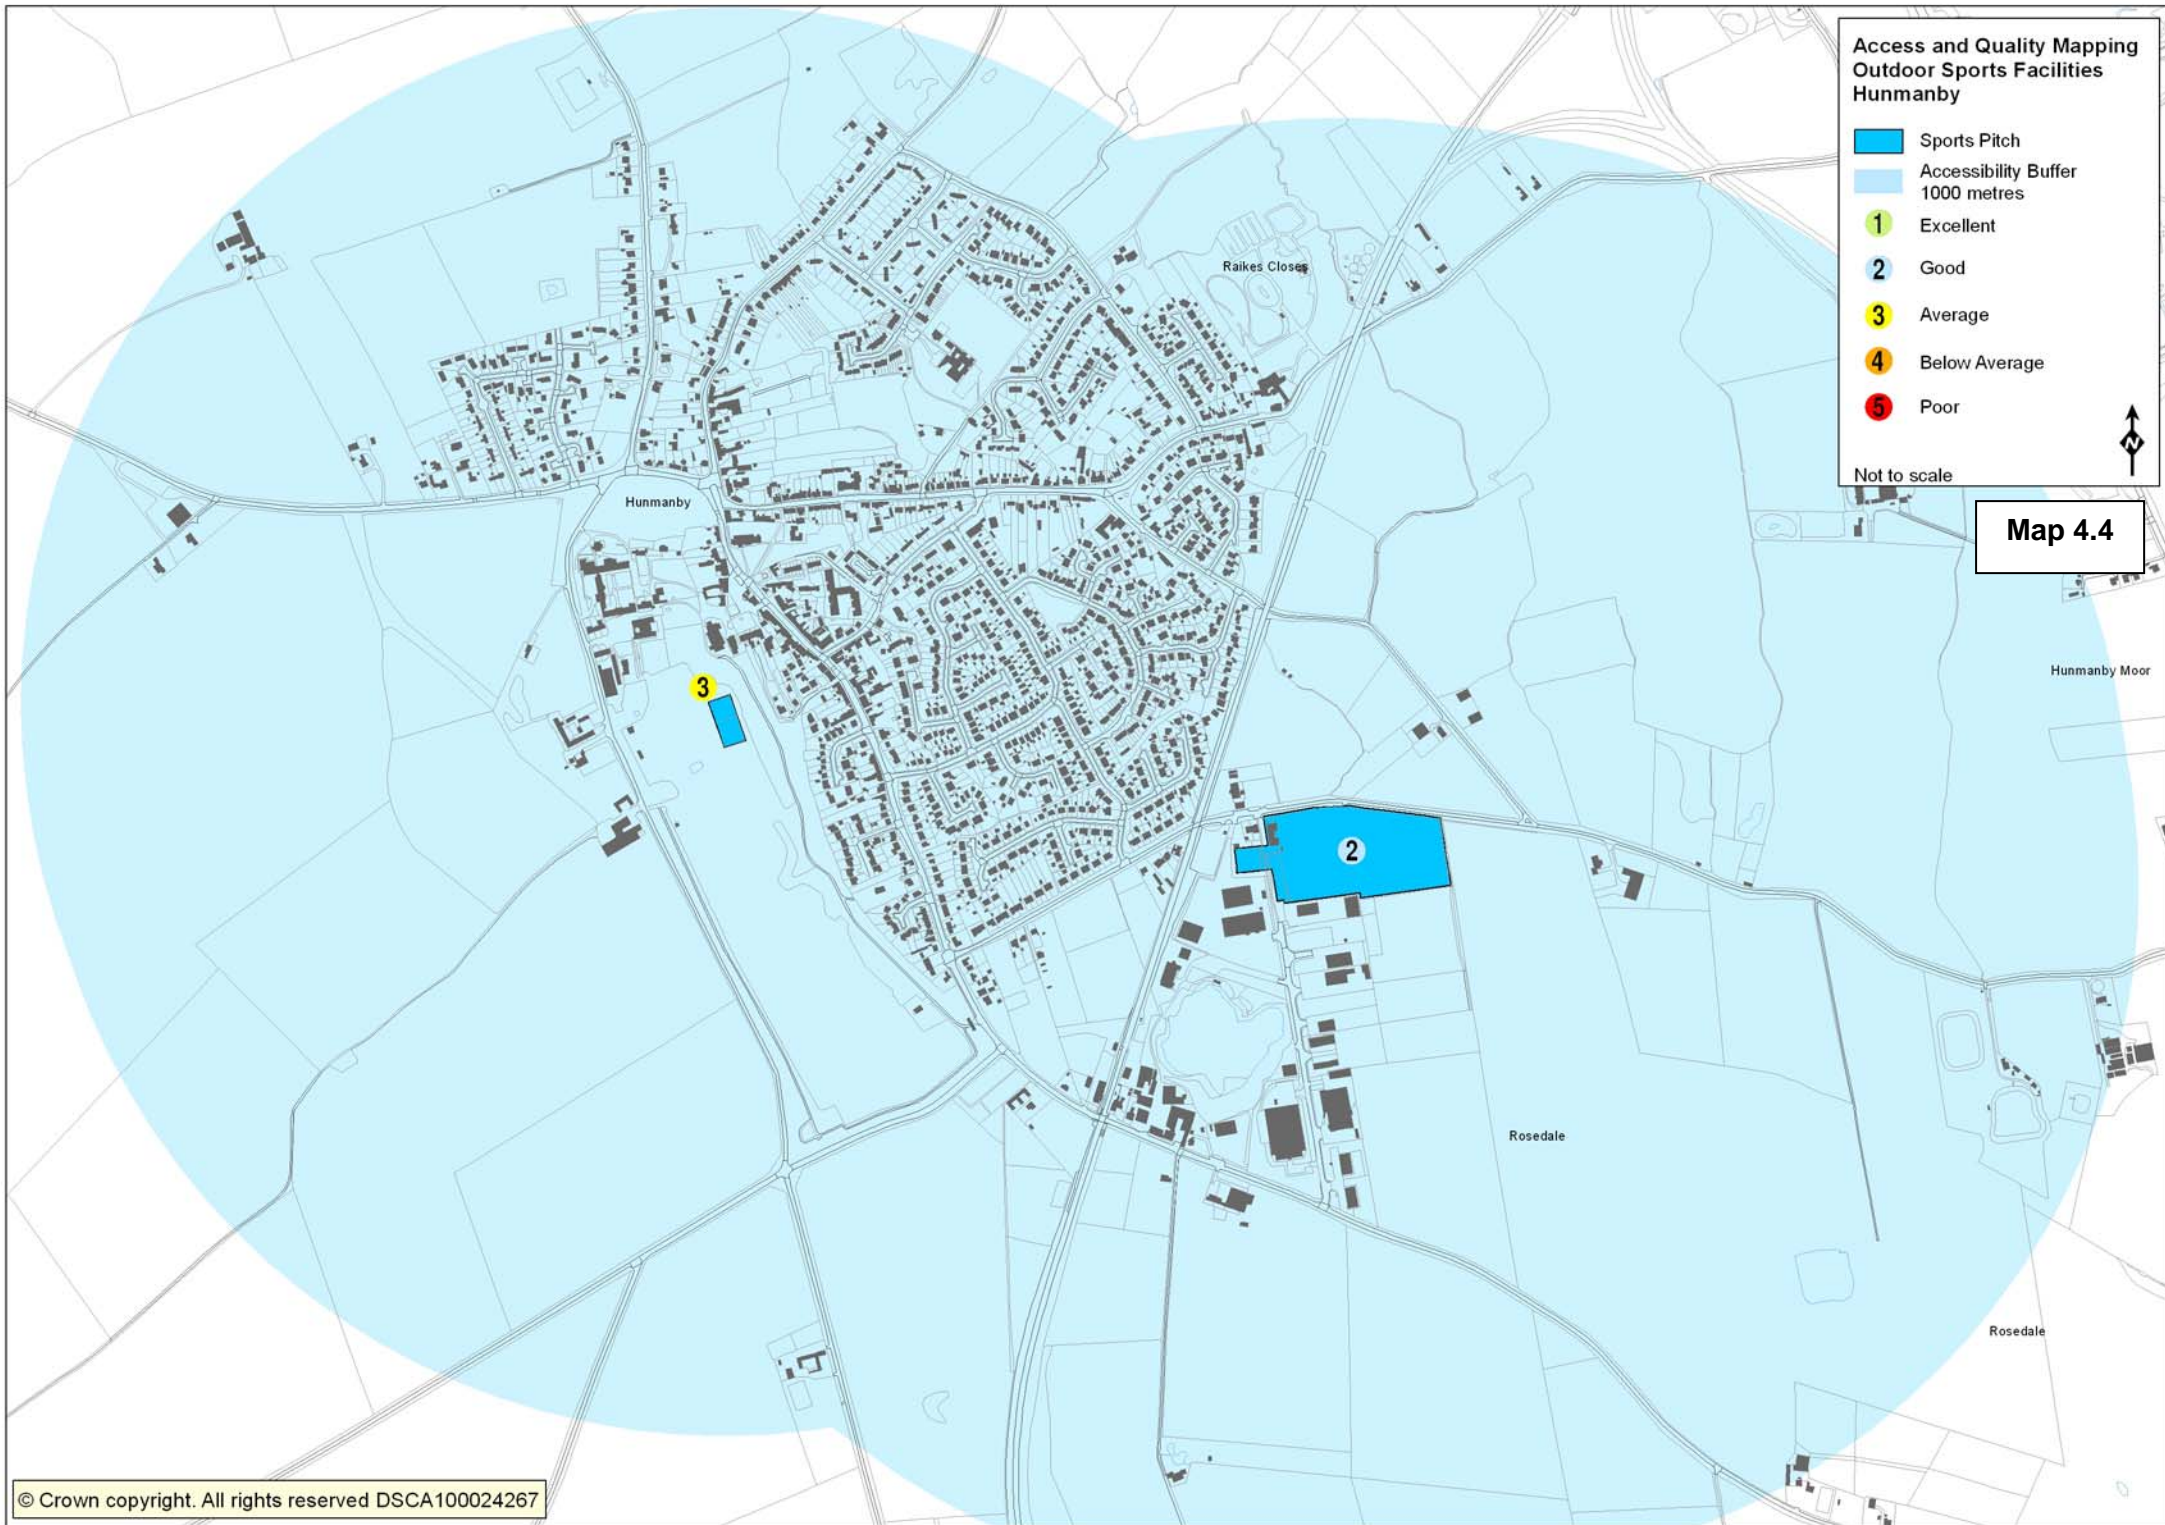 Access and Quality Mapping
Outdoor Sports Facilities
Hunmanby
Sports Pitch
Accessibility Buffer
1000 metres
1 Excellent
2 Good
3 Average
4 Below Average
5 Poor
N
Not to scale
Map 4.4
Raikes Closes
Hunmanby
Hunmanby Moor
3
2
Rosedale
Rosedale
© Crown copyright. All rights reserved DSCA100024267